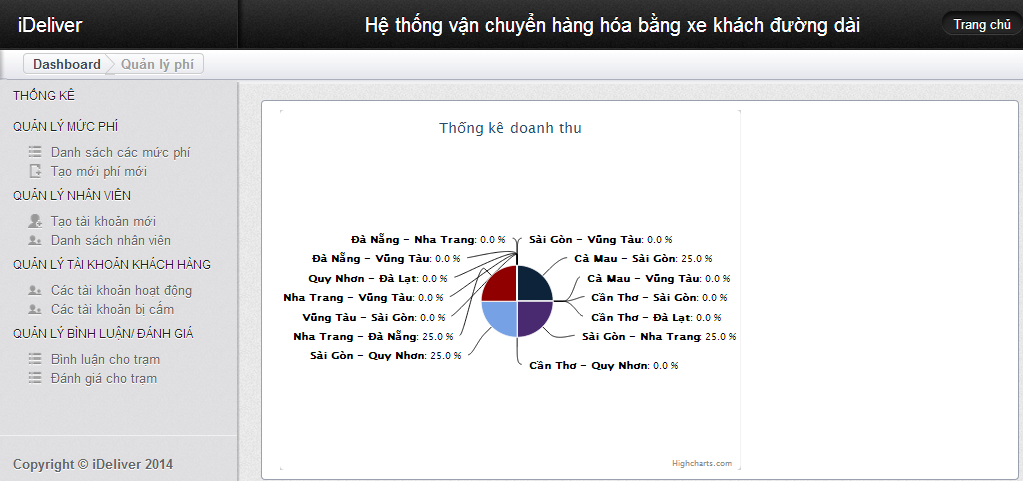 iDeliver
Hệ thống vận chuyển hàng hóa bằng xe khách đường dài
Trang chủ
Dashboard
Quản lý phí
THỐNG KÊ
QUẢN LÝ MỨC PHÍ
Danh sách các mức phí
Tạo mới phí mới
QUẢN LÝ NHÂN VIÊN
Tạo tài khoản mới
Danh sách nhân viên
QUẢN LÝ TÀI KHOẢN KHÁCH HÀNG
Các tài khoản hoạt động
Các tài khoản bị cấm
QUẢN LÝ BÌNH LUẬN/ ĐÁNH GIÁ
Bình luận cho trạm
Đánh giá cho trạm
Copyright © iDeliver 2014
Thống kê doanh thu
Đà Nẵng - Nha Trang: 0.0 %
Đà Nẵng - Vũng Tàu: 0.0 %
Quy Nhơn - Đà Lạt: 0.0 %
Nha Trang - Vũng Tàu: 0.0 %
Vũng Tàu - Sài Gòn: 0.0 %
Nha Trang - Đà Nẵng: 25.0 %
Sài Gòn - Quy Nhơn: 25.0 %
Sài Gòn - Vũng Tàu: 0.0 %
Cà Mau - Sài Gòn: 25.0 %
Cà Mau - Vũng Tàu: 0.0 %
Cần Thơ - Sài Gòn: 0.0 %
Cần Thơ - Đà Lạt: 0.0 %
Sài Gòn - Nha Trang: 25.0 %
Cần Thơ - Quy Nhơn: 0.0 %
Highcharts.com